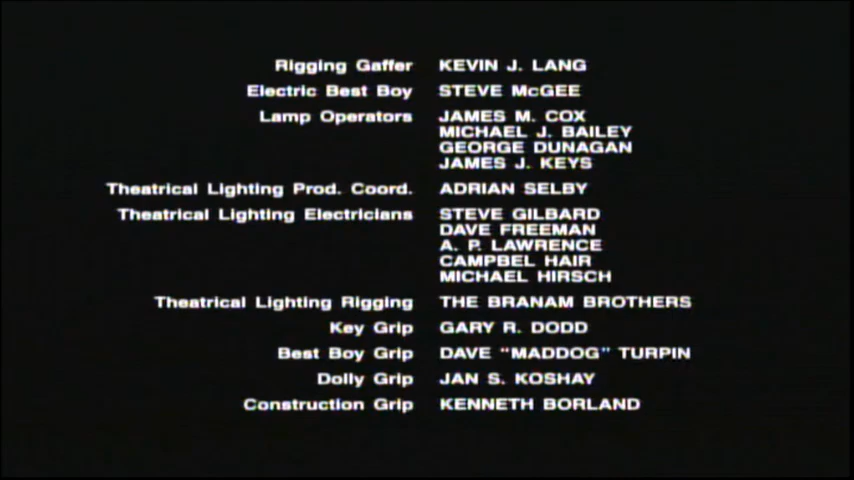 Rigging Gaffer KEVIN J. LANG
Electric Best Boy STEVE McGEE
Lamp Operators JAMES M. COX
MICHAEL J. BAILEY
GEORGE DUNAGAN
JAMES J. KEYS
Theatrical Lighting Prod. Coord. ADRIAN SELBY
Theatrical Lighting Electricians STEVE GILBARD
DAVE FREEMAN
A. P. LAWRENCE
CAMPBEL HAIR
MICHAEL HIRSCH
Theatrical Lighting Rigging THE BRANAM BROTHERS
Key Grip GARY R. DODD
Best Boy Grip DAVE “MADDOG” TURPIN
Dolly Grip JAN S. KOSHAY
Construction Grip KENNETH BORLAND